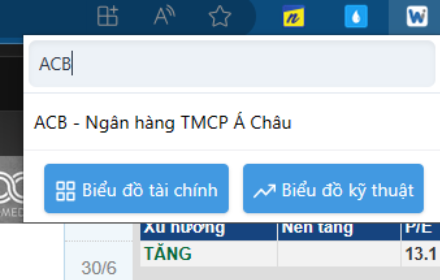 ACB
ACB - Ngân hàng TMCP Á Châu
Biểu đồ tài chính
Biểu đồ kỹ thuật
MED
Xu hướng Nền tảng P/E
TĂNG 13.1
30/6